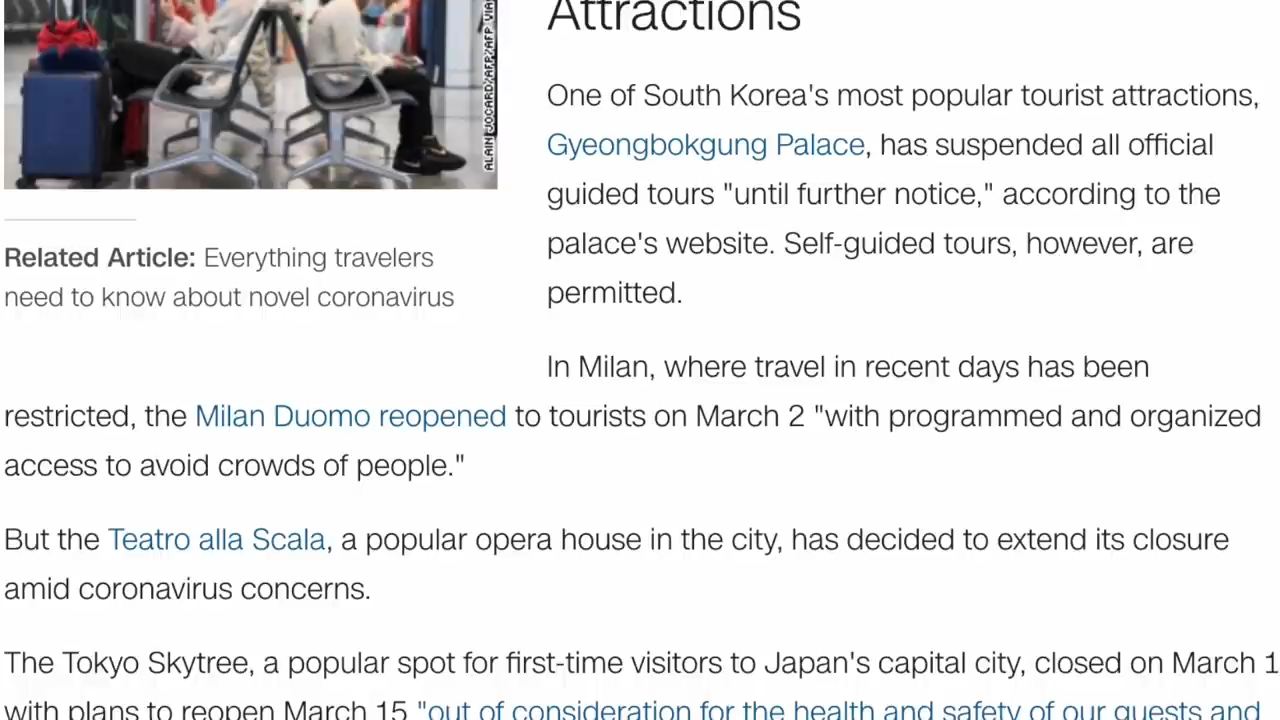 Attractions
ALAIN JOCARD/AFP/AFP VIA
One of South Korea's most popular tourist attractions,
Gyeongbokgung Palace, has suspended all official
guided tours "until further notice," according to the
palace's website. Self-guided tours, however, are
permitted.
Related Article: Everything travelers
need to know about novel coronavirus
In Milan, where travel in recent days has been
restricted, the Milan Duomo reopened to tourists on March 2 "with programmed and organized
access to avoid crowds of people."
But the Teatro alla Scala, a popular opera house in the city, has decided to extend its closure
amid coronavirus concerns.
The Tokyo Skytree, a popular spot for first-time visitors to Japan's capital city, closed on March 1
with plans to reopen March 15 "out of consideration for the health and safety of our guests and